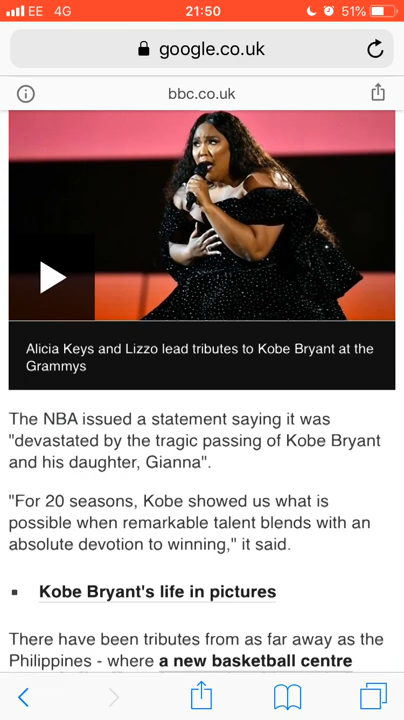 EE 4G 21:50 51%
google.co.uk
bbc.co.uk
Alicia Keys and Lizzo lead tributes to Kobe Bryant at the
Grammys
The NBA issued a statement saying it was
"devastated by the tragic passing of Kobe Bryant
and his daughter, Gianna".
"For 20 seasons, Kobe showed us what is
possible when remarkable talent blends with an
absolute devotion to winning," it said.
Kobe Bryant's life in pictures
There have been tributes from as far away as the
Philippines - where a new basketball centre